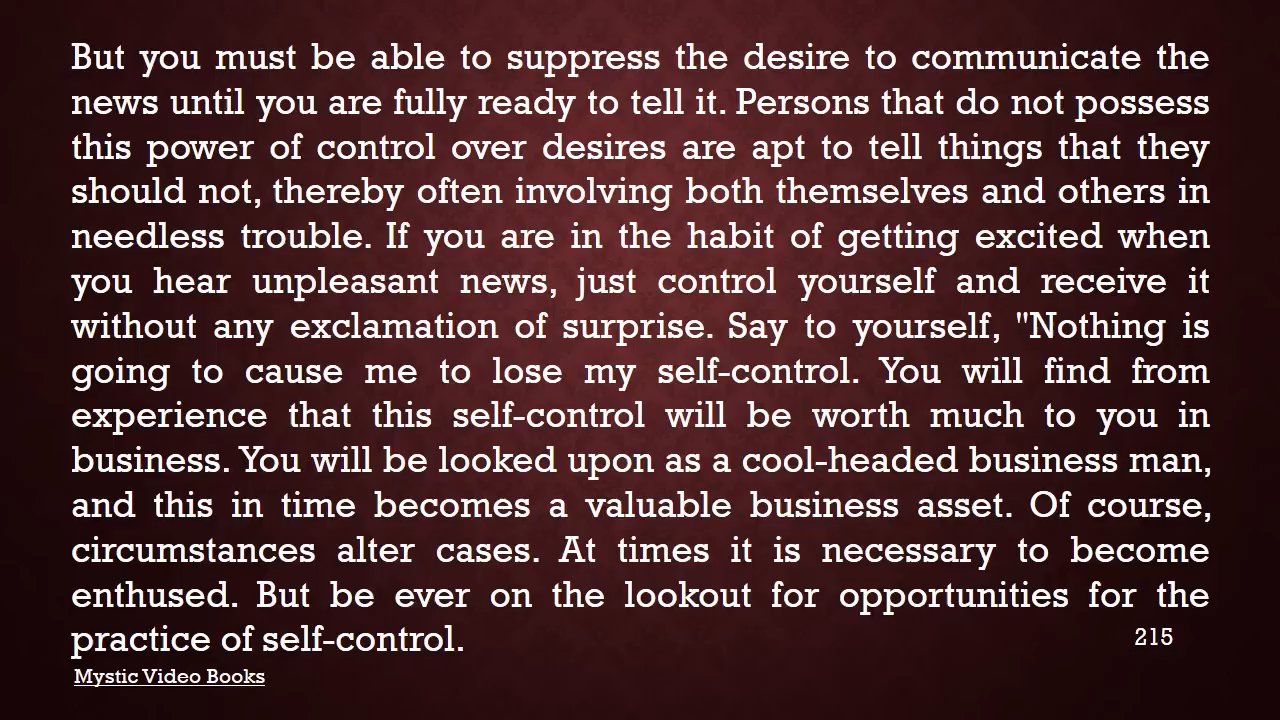 But you must be able to suppress the desire to communicate the
news until you are fully ready to tell it. Persons that do not possess
this power of control over desires are apt to tell things that they
should not, thereby often involving both themselves and others in
needless trouble. If you are in the habit of getting excited when
you hear unpleasant news, just control yourself and receive it
without any exclamation of surprise. Say to yourself, "Nothing is
going to cause me to lose my self-control. You will find from
experience that this self-control will be worth much to you in
business. You will be looked upon as a cool-headed business man,
and this in time becomes a valuable business asset. Of course,
circumstances alter cases. At times it is necessary to become
enthused. But be ever on the lookout for opportunities for the
practice of self-control.
215
Mystic Video Books